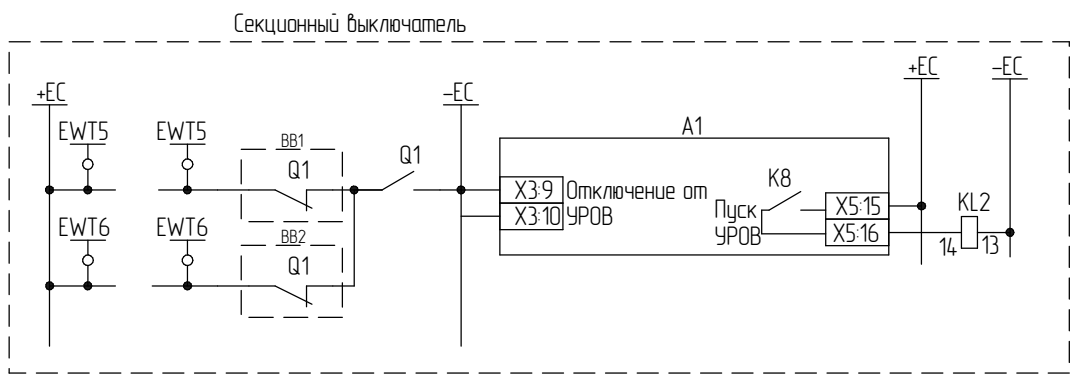 Секционный выключатель
+EC
-EC
+EC
-EC
EWT5
EWT5
BB1
Q1
Q1
A1
X3:9
Отключение от
X3:10
УРОВ
K8
Пуск
УРОВ
X5:15
X5:16
KL2
14
13
EWT6
EWT6
BB2
Q1